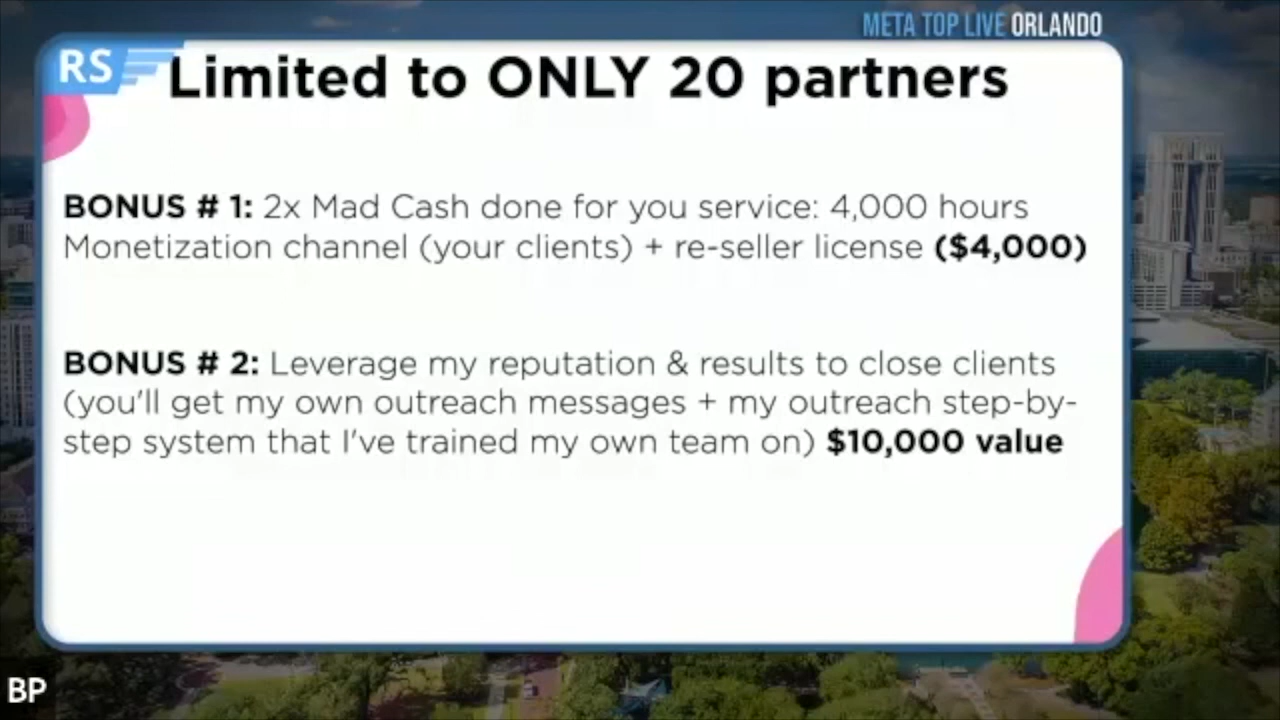 META TOP LIVE ORLANDO
RS
Limited to ONLY 20 partners
BONUS # 1: 2x Mad Cash done for you service: 4,000 hours
Monetization channel (your clients) + re-seller license ($4,000)
BONUS # 2: Leverage my reputation & results to close clients
(you'll get my own outreach messages + my outreach step-by-
step system that I've trained my own team on) $10,000 value
BP